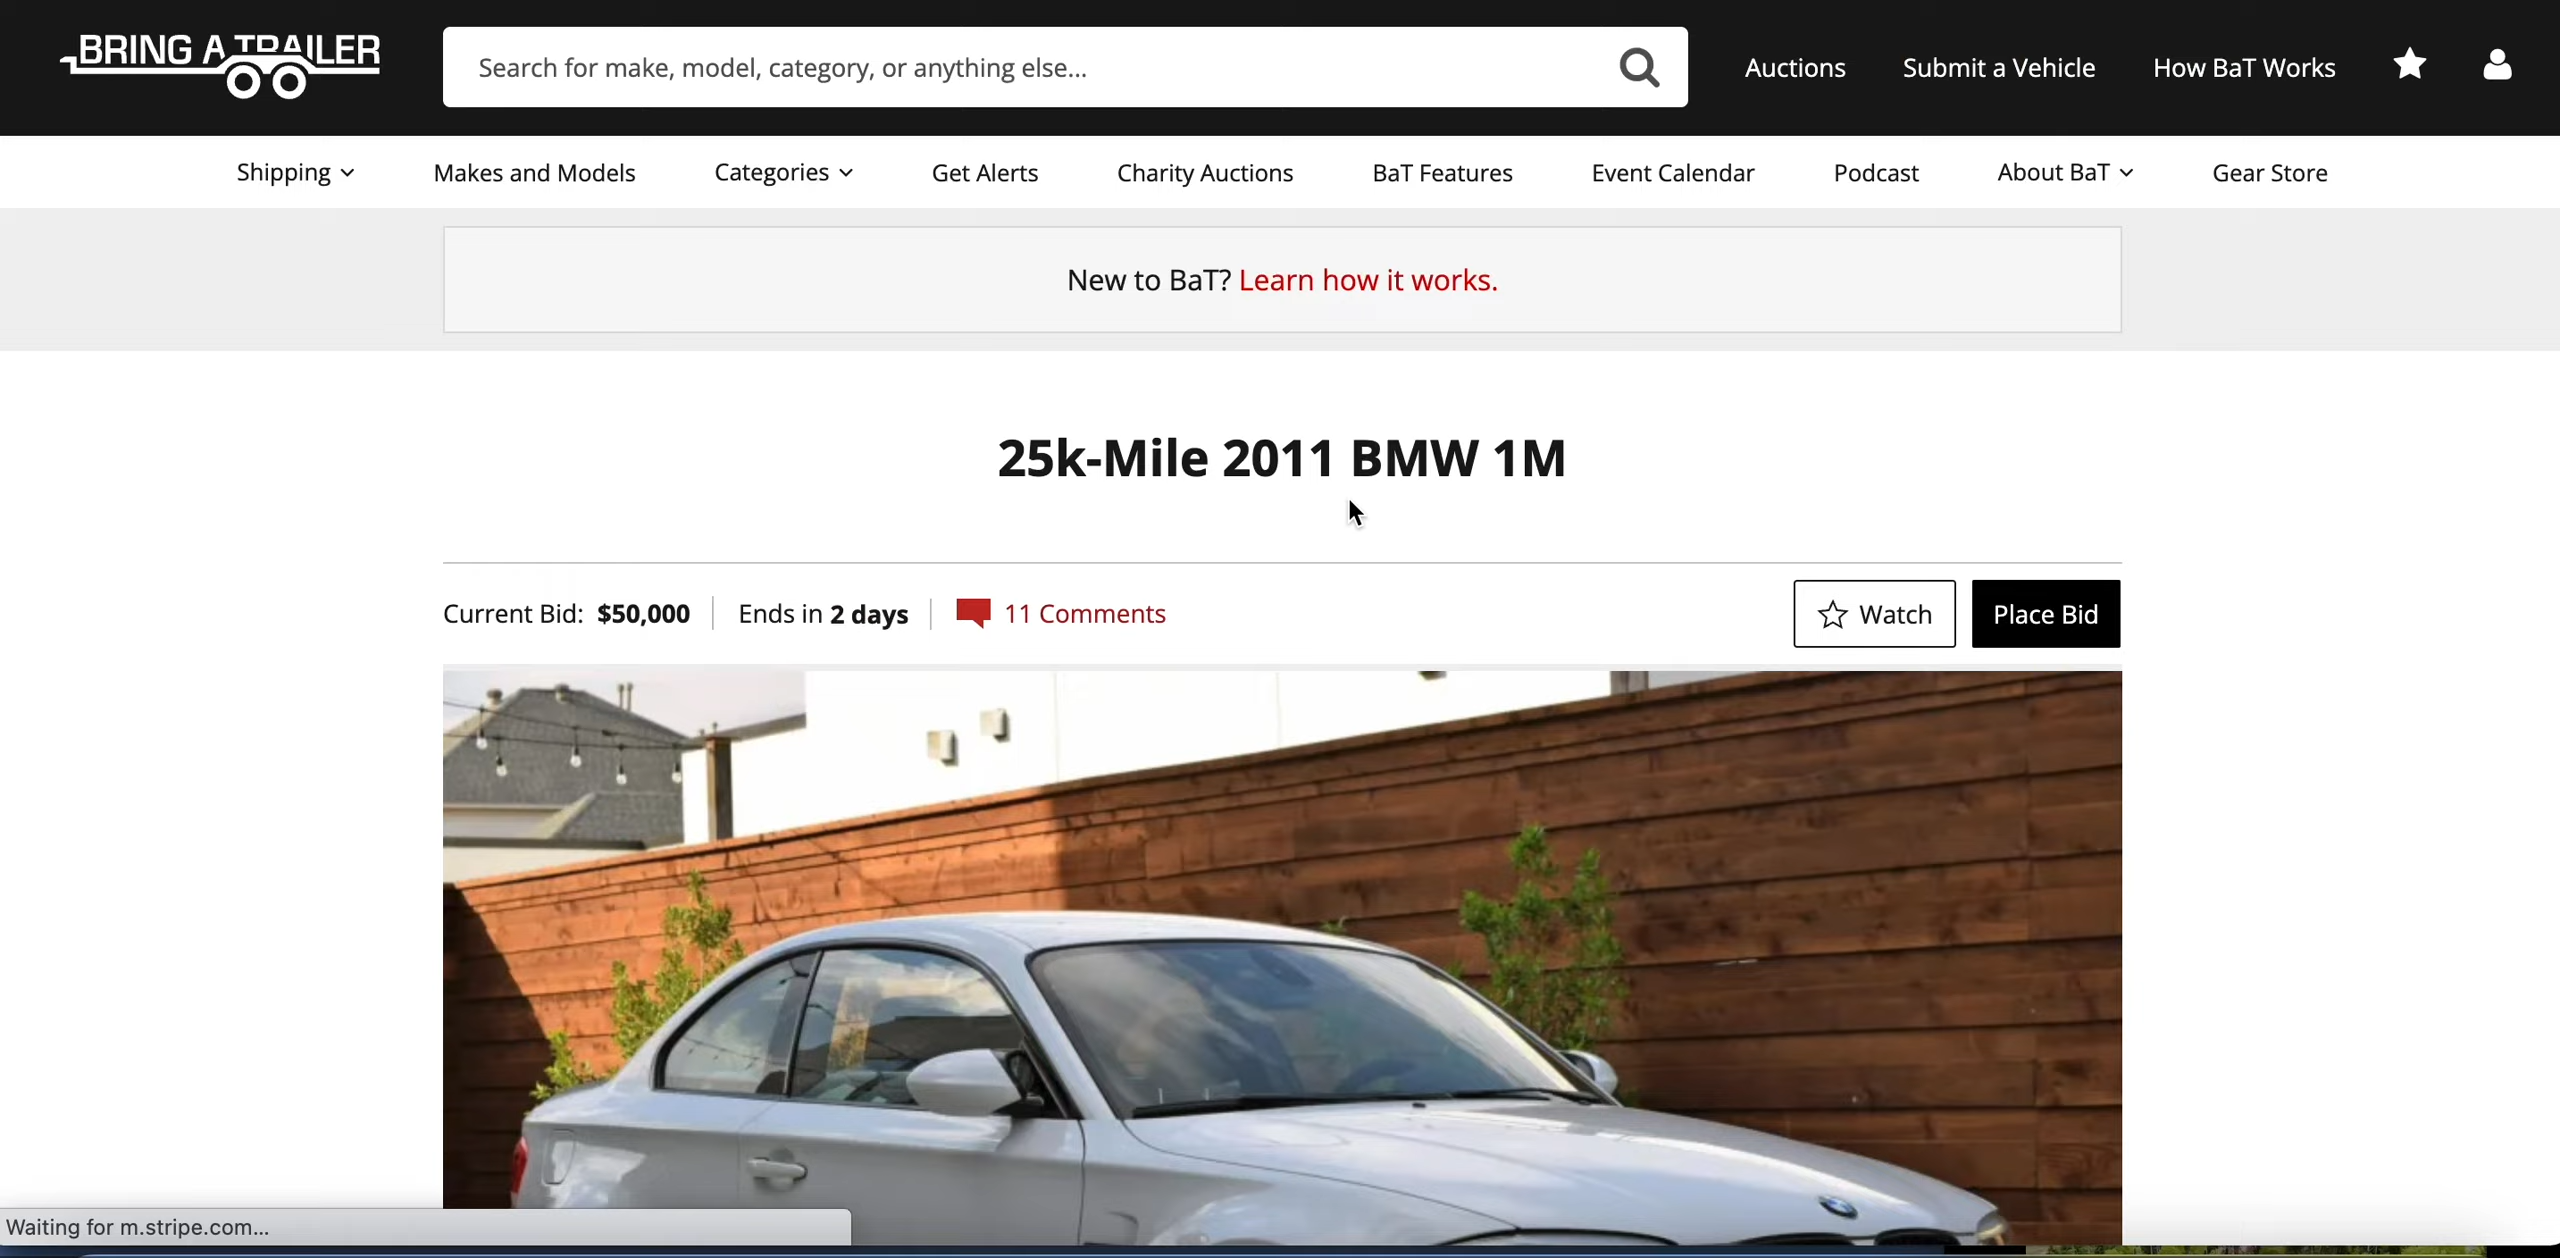 BRING A TRAILER
Search for make, model, category, or anything else...
Auctions
Submit a Vehicle
How BaT Works
Shipping
Makes and Models
Categories
Get Alerts
Charity Auctions
BaT Features
Event Calendar
Podcast
About BaT
Gear Store
New to BaT? Learn how it works.
25k-Mile 2011 BMW 1M
Current Bid: $50,000
Ends in 2 days
11 Comments
Watch
Place Bid
Waiting for m.stripe.com...